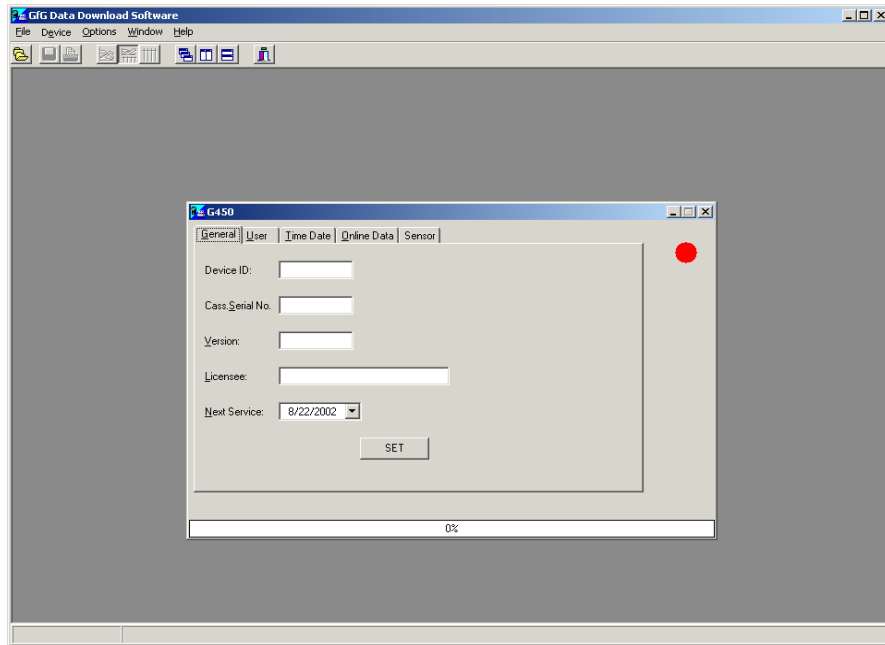 GfG Data Download Software
File Device Options Window Help
G450
General User Time Date Online Data Sensor
Device ID:
Cass.Serial No.
Version:
Licensee:
Next Service: 8/22/2002
SET
0%